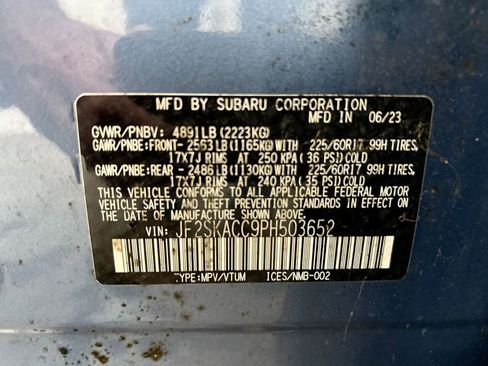 MFD BY SUBARU CORPORATION
MFD IN 06/23
GVWR/PNBV: 4891LB(2223KG)
GAWR/PNBE:FRONT- 2563LB(1165KG)WITH 225/60R17 99H TIRES,
17X7J RIMS AT 250 KPA(36 PSI)COLD
GAWR/PNBE:REAR - 2486LB(1130KG)WITH 225/60R17 99H TIRES,
17X7J RIMS AT 240 KPA(35 PSI)COLD
THIS VEHICLE CONFORMS TO ALL APPLICABLE FEDERAL MOTOR
VEHICLE SAFETY STANDARDS IN EFFECT ON THE DATE OF
MANUFACTURE SHOWN ABOVE.
VIN: JF2SKACC9PH503652
TYPE:MPV/VTUM ICES/NMB-002